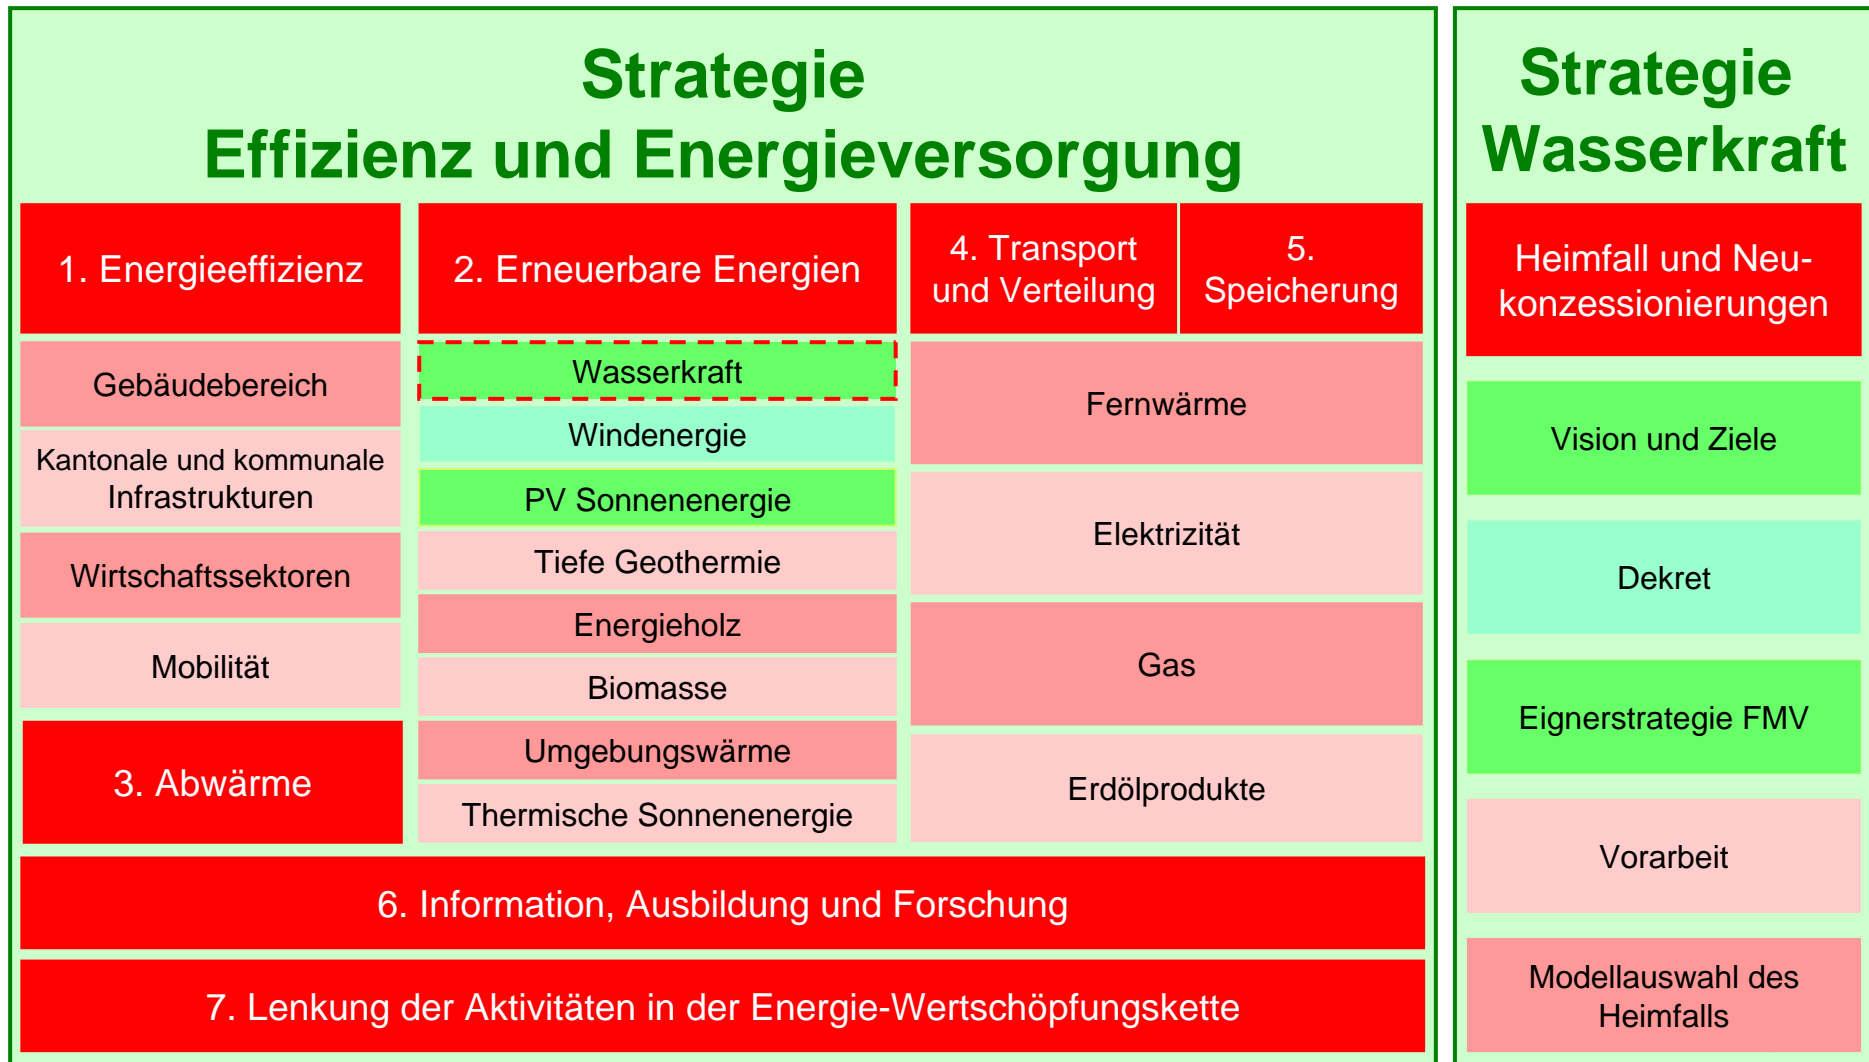 Strategie
Effizienz und Energieversorgung
1. Energieeffizienz
Gebäudebereich
Kantonale und kommunale
Infrastrukturen
Wirtschaftssektoren
Mobilität
3. Abwärme
2. Erneuerbare Energien
Wasserkraft
Windenergie
PV Sonnenenergie
Tiefe Geothermie
Energieholz
Biomasse
Umgebungswärme
Thermische Sonnenenergie
4. Transport
und Verteilung
5.
Speicherung
Fernwärme
Elektrizität
Gas
Erdölprodukte
6. Information, Ausbildung und Forschung
7. Lenkung der Aktivitäten in der Energie-Wertschöpfungskette
Strategie
Wasserkraft
Heimfall und Neu-
konzessionierungen
Vision und Ziele
Dekret
Eignerstrategie FMV
Vorarbeit
Modellauswahl des
Heimfalls